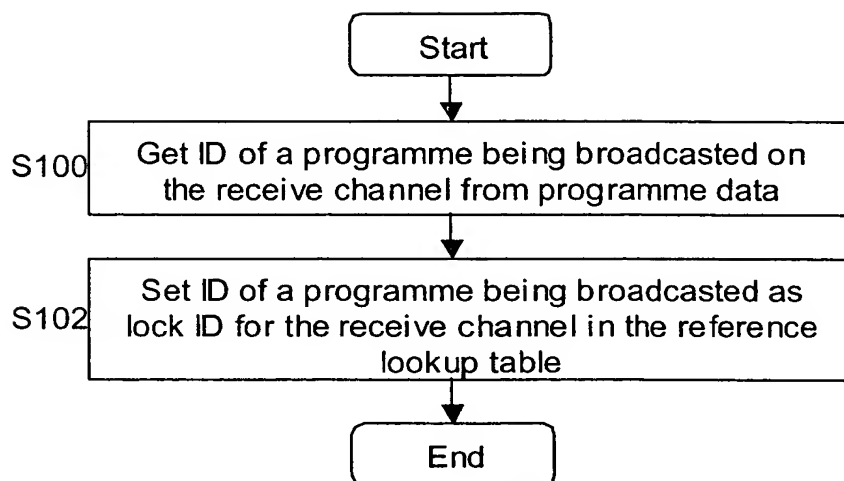 Start
S100
Get ID of a programme being broadcasted on
the receive channel from programme data
S102
Set ID of a programme being broadcasted as
lock ID for the receive channel in the reference
lookup table
End